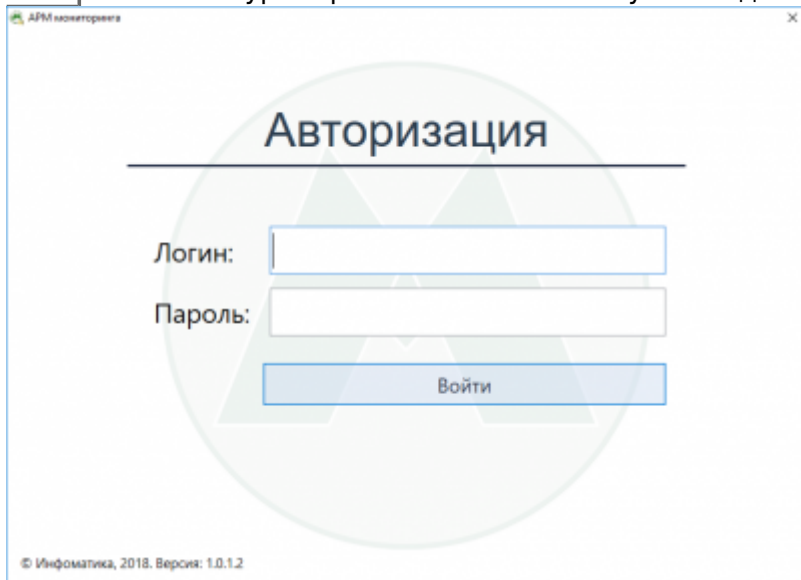 АРМ мониторинга
Авторизация
Логин:
Пароль:
Войти
© Инфоматика, 2018. Версия: 1.0.1.2